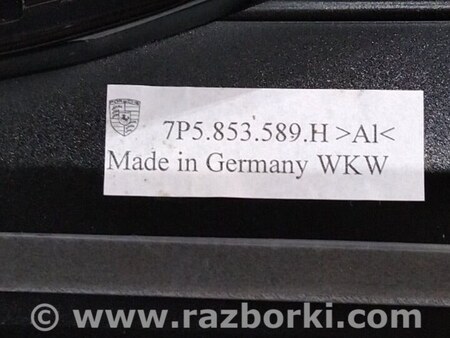 7P5.853.589.H >Al<
Made in Germany WKW
© www.razborki.com